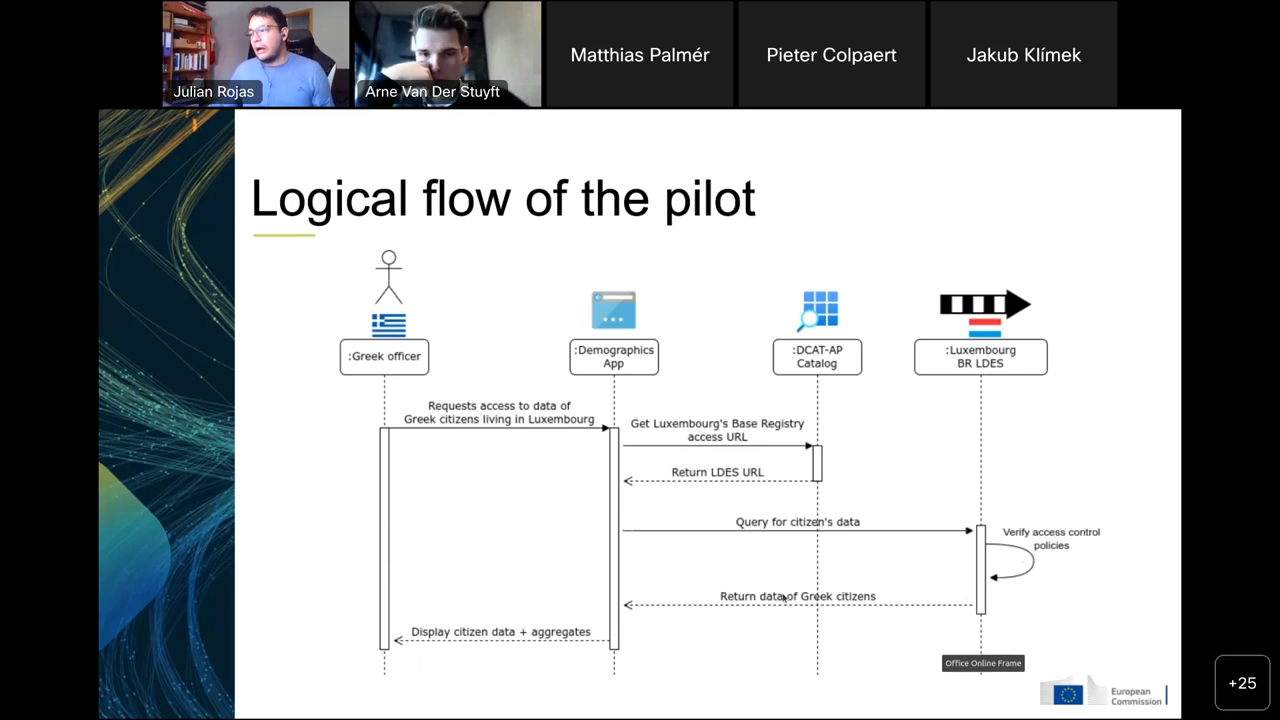 Julian Rojas
Arne Van Der Stuyft
Matthias Palmér
Pieter Colpaert
Jakub Klímek
Logical flow of the pilot
:Greek officer
:Demographics
App
:DCAT-AP
Catalog
:Luxembourg
BR LDES
Requests access to data of
Greek citizens living in Luxembourg
Get Luxembourg's Base Registry
access URL
Return LDES URL
Query for citizen's data
Verify access control
policies
Return data of Greek citizens
Display citizen data + aggregates
Office Online Frame
European
Commission
+25